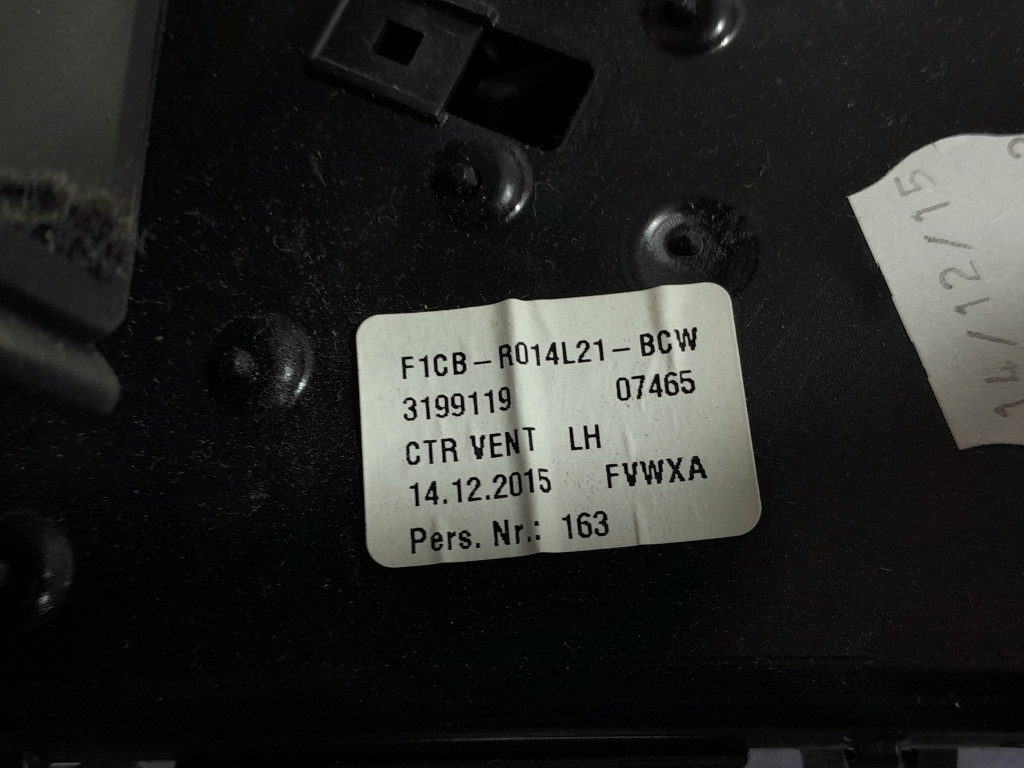 F1CB-R014L21-BCW
3199119 07465
CTR VENT LH
14.12.2015 FVWXA
Pers. Nr.: 163
14/12/15